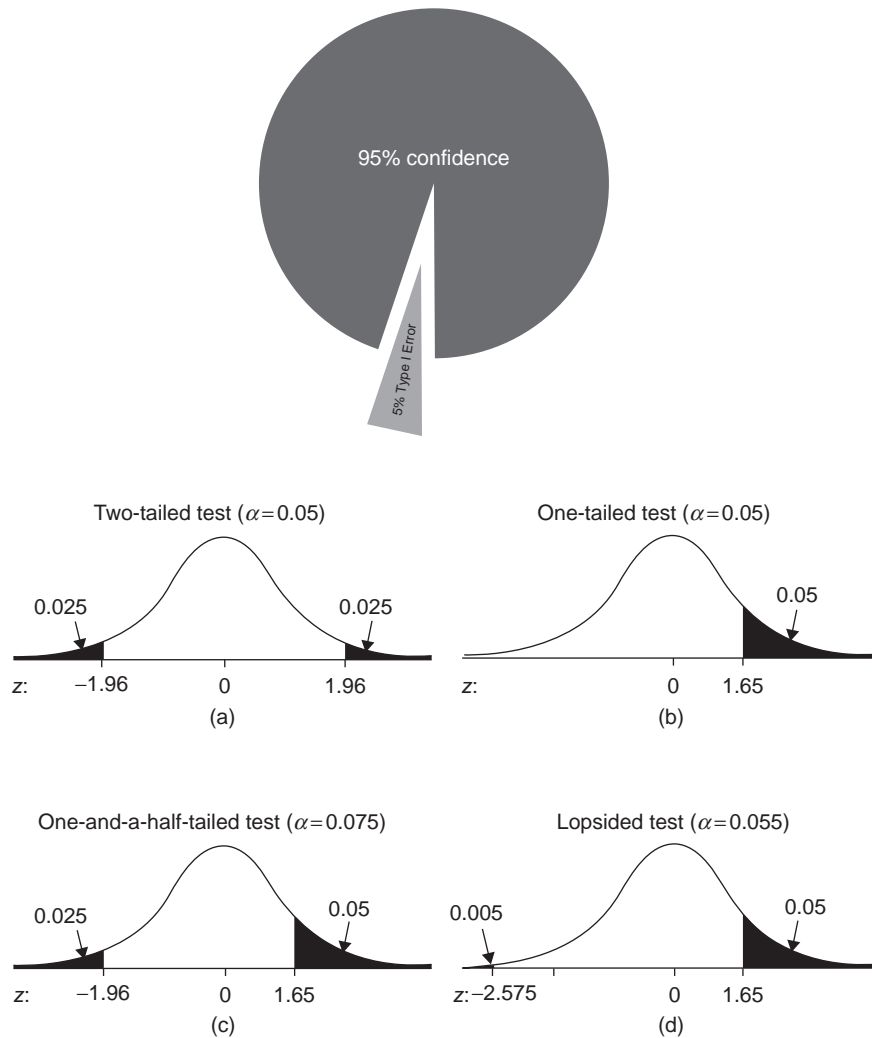 95% confidence
5% Type I Error
Two-tailed test (α=0.05)
0.025
0.025
z: −1.96 0 1.96
(a)
One-tailed test (α=0.05)
0.05
z: 0 1.65
(b)
One-and-a-half-tailed test (α=0.075)
0.025
0.05
z: −1.96 0 1.65
(c)
Lopsided test (α=0.055)
0.005
0.05
z: −2.575 0 1.65
(d)